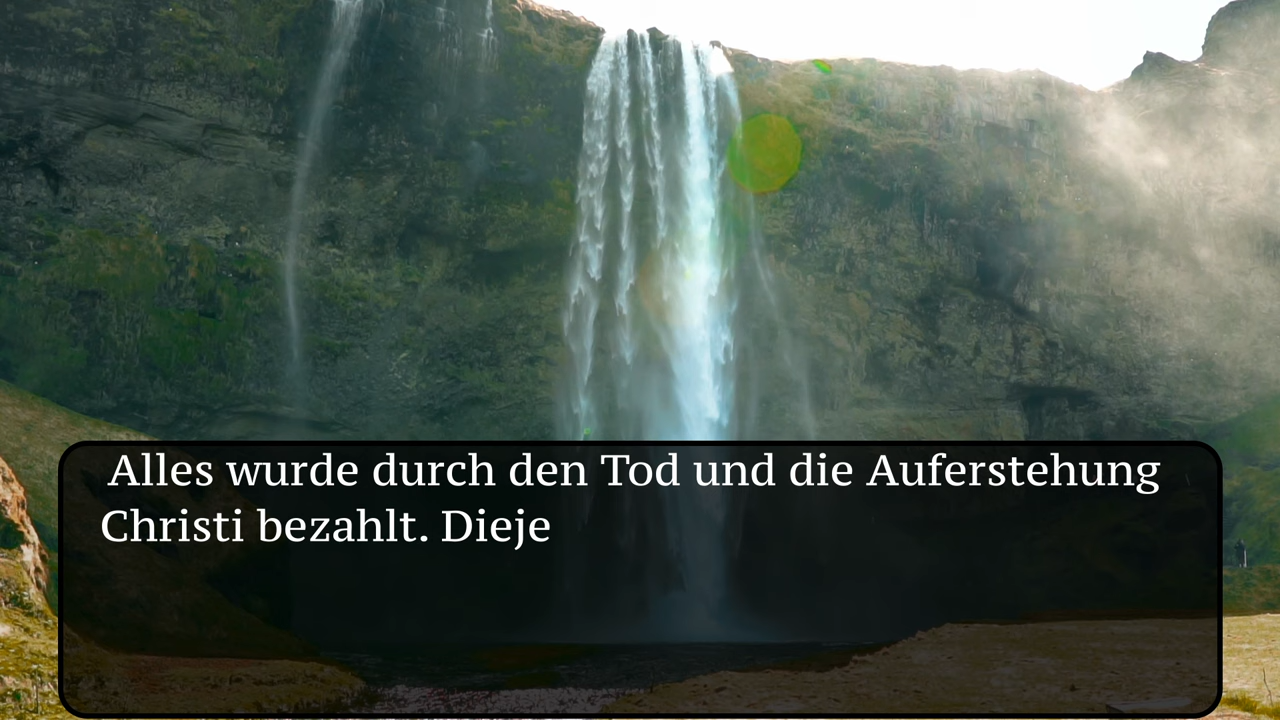 Alles wurde durch den Tod und die Auferstehung
Christi bezahlt. Dieje